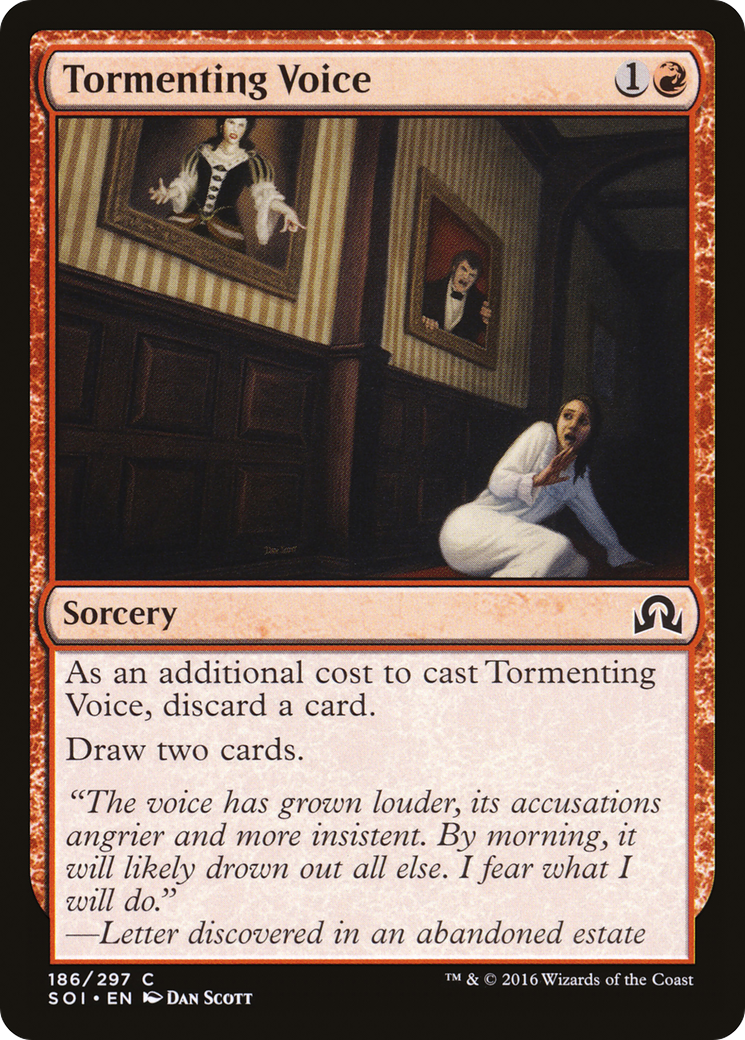 Tormenting Voice 1
DAN SCOTT
Sorcery
As an additional cost to cast Tormenting
Voice, discard a card.
Draw two cards.
“The voice has grown louder, its accusations
angrier and more insistent. By morning, it
will likely drown out all else. I fear what I
will do.”
—Letter discovered in an abandoned estate
186/297 C
™ & © 2016 Wizards of the Coast
SOI • EN Dan Scott